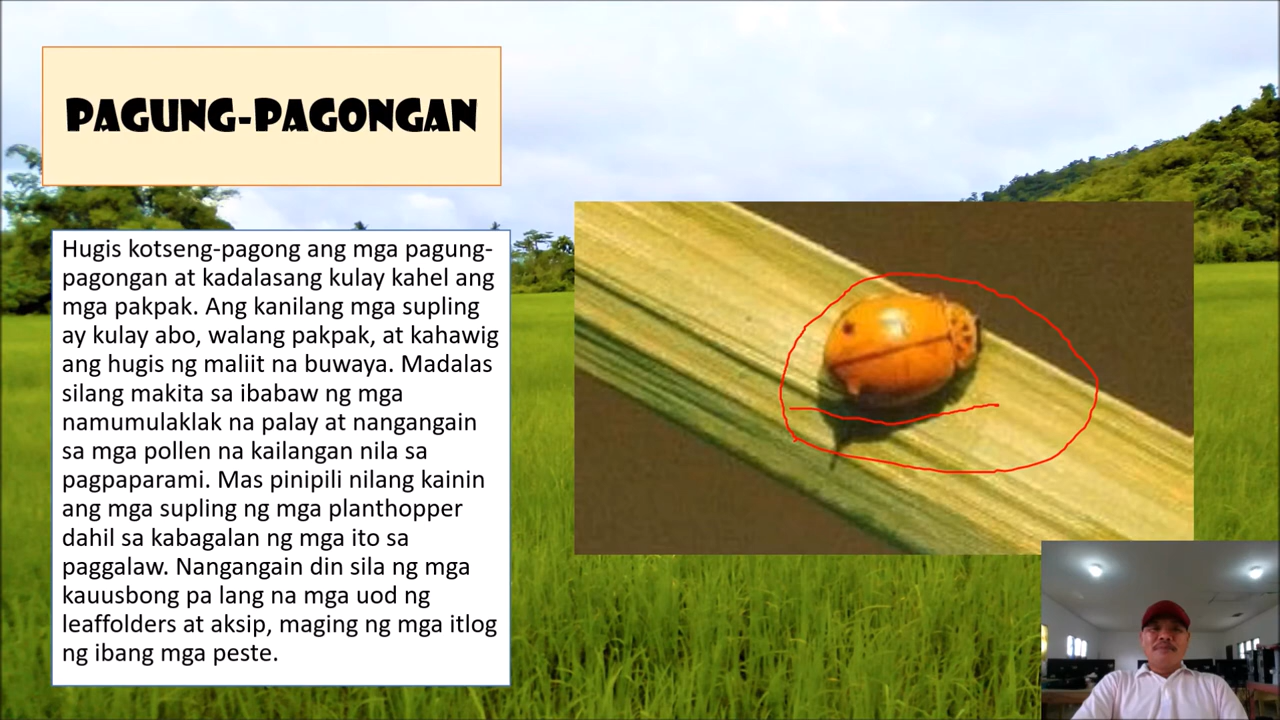 PAGUNG-PAGONGAN
Hugis kotseng-pagong ang mga pagung-
pagongan at kadalasang kulay kahel ang
mga pakpak. Ang kanilang mga supling
ay kulay abo, walang pakpak, at kahawig
ang hugis ng maliit na buwaya. Madalas
silang makita sa ibabaw ng mga
namumulaklak na palay at nangangain
sa mga pollen na kailangan nila sa
pagpaparami. Mas pinipili nilang kainin
ang mga supling ng mga planthopper
dahil sa kabagalan ng mga ito sa
paggalaw. Nangangain din sila ng mga
kauusbong pa lang na mga uod ng
leaffolders at aksip, maging ng mga itlog
ng ibang mga peste.